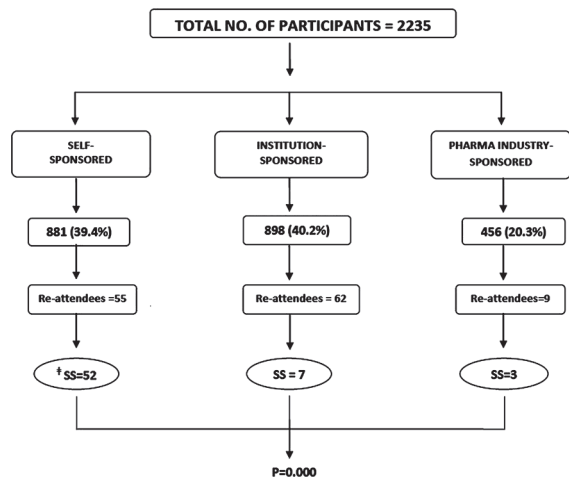 TOTAL NO. OF PARTICIPANTS = 2235
SELF-
SPONSORED
INSTITUTION-
SPONSORED
PHARMA INDUSTRY-
SPONSORED
881 (39.4%)
898 (40.2%)
456 (20.3%)
Re-attendees =55
Re-attendees = 62
Re-attendees=9
ǂ SS=52
SS = 7
SS=3
P=0.000